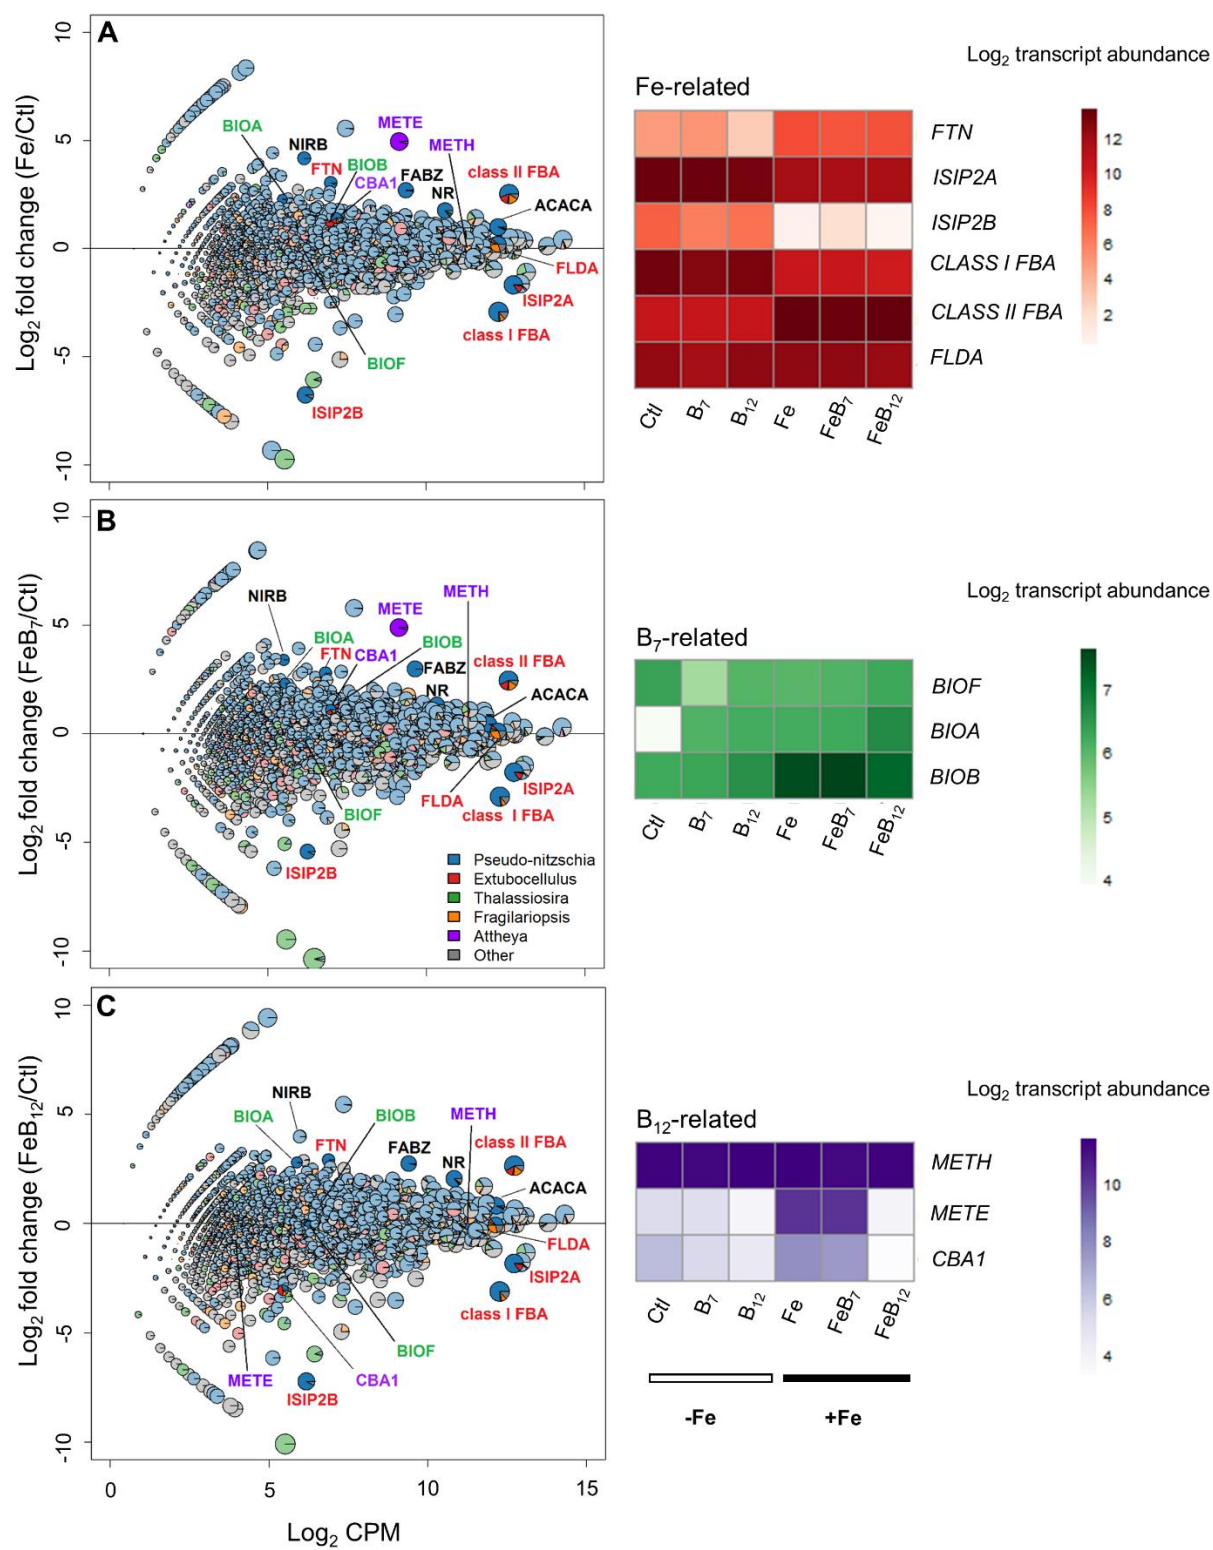 A
Log2 fold change (Fe/Ctl)
10
5
0
-5
-10
BIOA
NIRB
METE
METH
FTN
BIOB
CBA1
FABZ
NR
class II FBA
ACACA
FLDA
ISIP2A
class I FBA
BIOF
ISIP2B
Log2 transcript abundance
Fe-related
FTN
ISIP2A
ISIP2B
CLASS I FBA
CLASS II FBA
FLDA
Ctl
B7
B12
Fe
FeB7
FeB12
12
10
8
6
4
2
B
Log2 fold change (FeB7/Ctl)
10
5
0
-5
-10
NIRB
METE
METH
BIOA
FTN
CBA1
BIOB
FABZ
class II FBA
NR
ACACA
ISIP2A
FLDA
class I FBA
BIOF
ISIP2B
Pseudo-nitzschia
Extubocellulus
Thalassiosira
Fragilariopsis
Attheya
Other
Log2 transcript abundance
B7-related
BIOF
BIOA
BIOB
Ctl
B7
B12
Fe
FeB7
FeB12
7
6
5
4
C
Log2 fold change (FeB12/Ctl)
10
5
0
-5
-10
NIRB
BIOA
BIOB
METH
FTN
FABZ
class II FBA
NR
ACACA
FLDA
ISIP2A
class I FBA
BIOF
METE
CBA1
ISIP2B
0
5
10
15
Log2 CPM
Log2 transcript abundance
B12-related
METH
METE
CBA1
Ctl
B7
B12
Fe
FeB7
FeB12
10
8
6
4
-Fe
+Fe